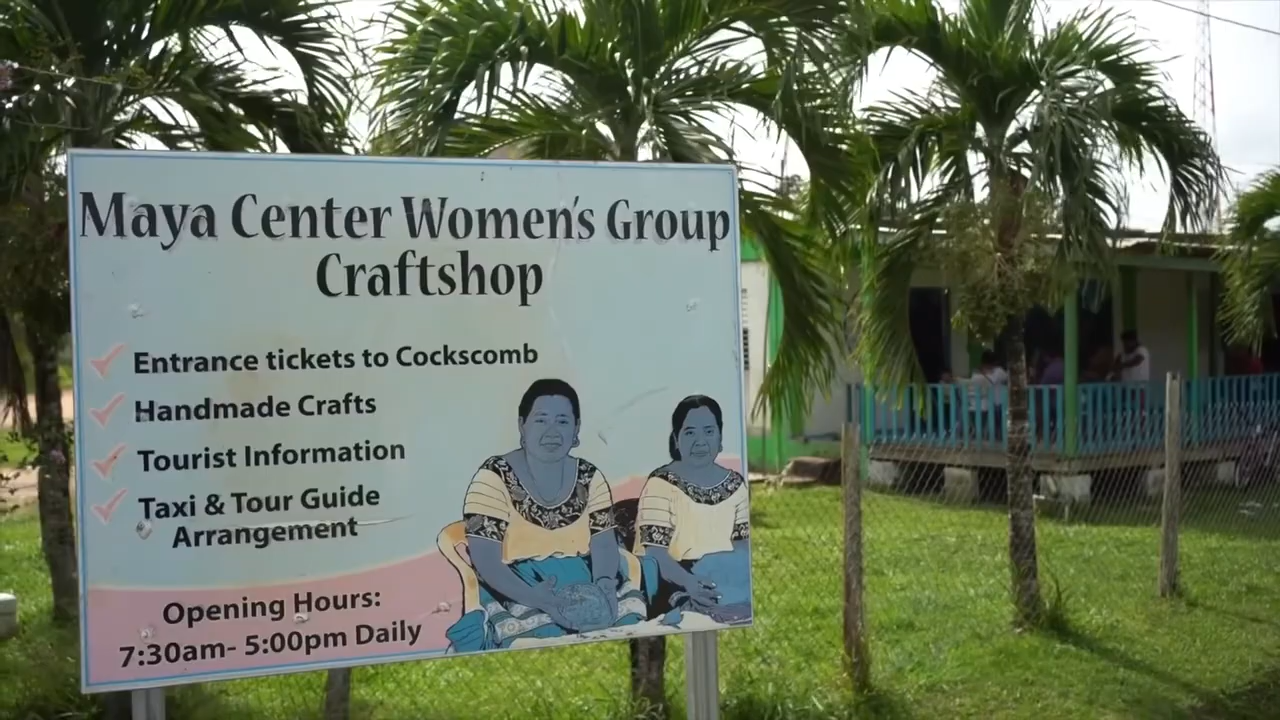 Maya Center Women's Group
Craftshop
Entrance tickets to Cockscomb
Handmade Crafts
Tourist Information
Taxi & Tour Guide
Arrangement
Opening Hours:
7:30am- 5:00pm Daily